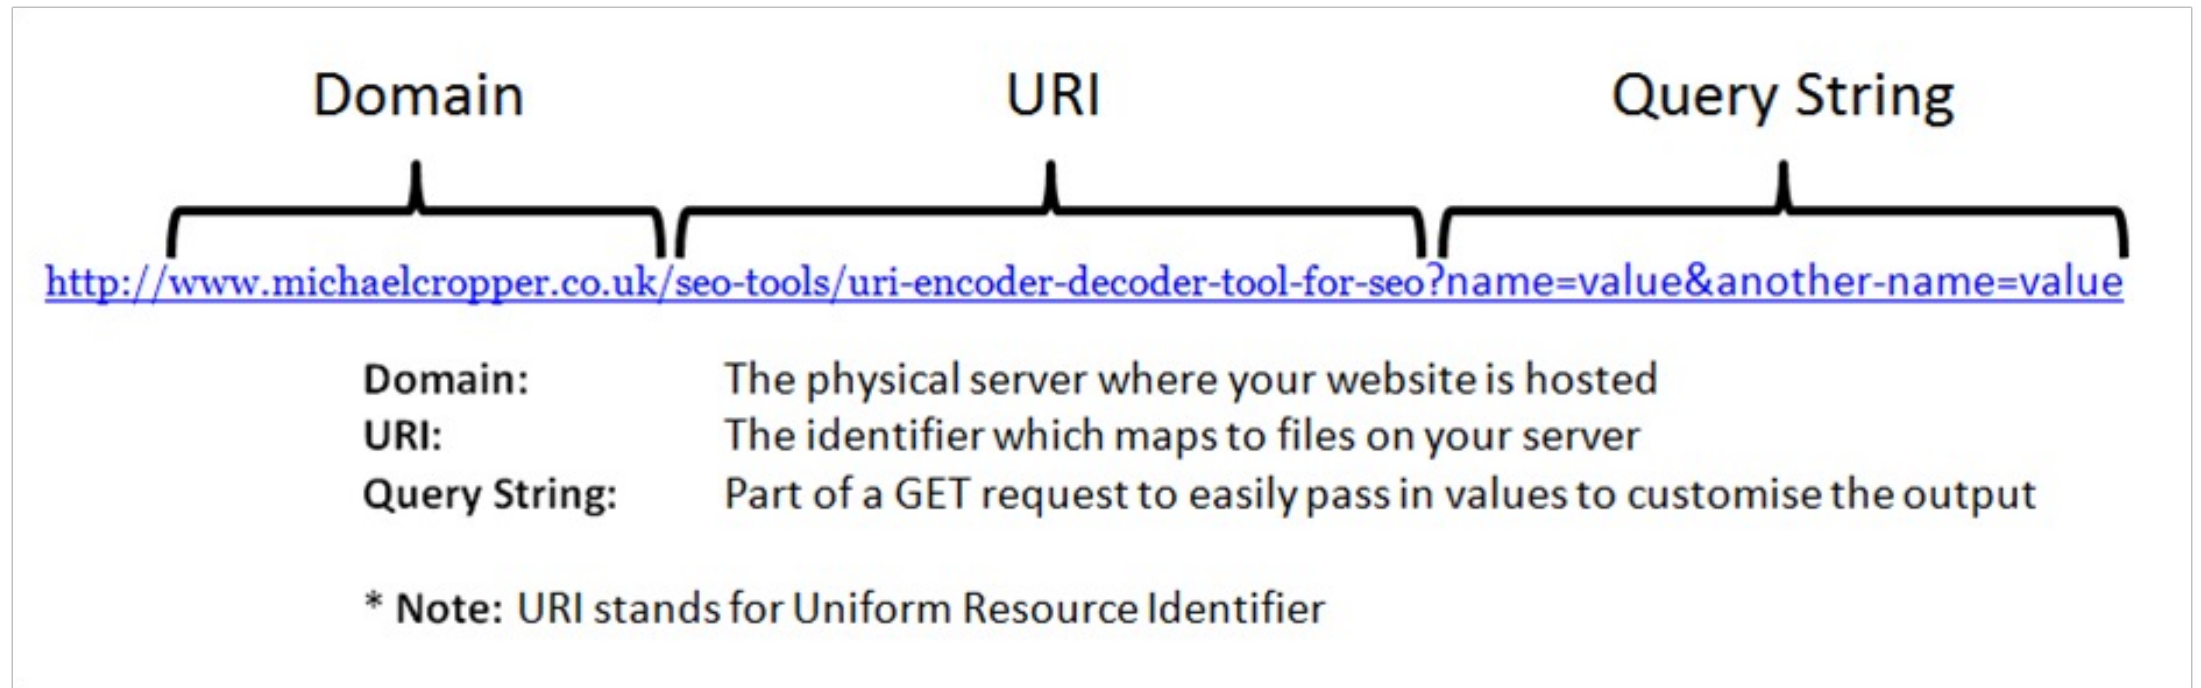 Domain URI Query String
http://www.michaelcropper.co.uk/seo-tools/uri-encoder-decoder-tool-for-seo?name=value&another-name=value
Domain: The physical server where your website is hosted
URI: The identifier which maps to files on your server
Query String: Part of a GET request to easily pass in values to customise the output
* Note: URI stands for Uniform Resource Identifier